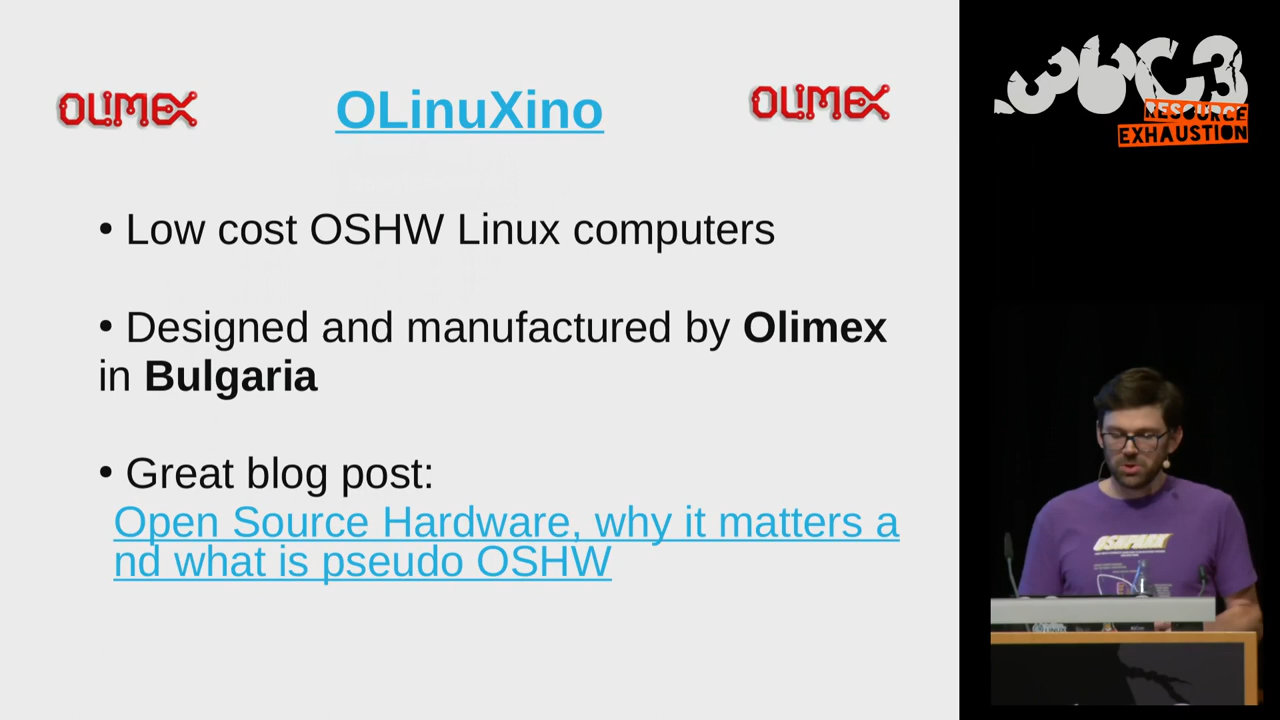 OLIMEX
OLinuXino
OLIMEX
• Low cost OSHW Linux computers
• Designed and manufactured by Olimex
in Bulgaria
• Great blog post:
Open Source Hardware, why it matters a
nd what is pseudo OSHW
36C3
RESOURCE
EXHAUSTION
OSHPARK